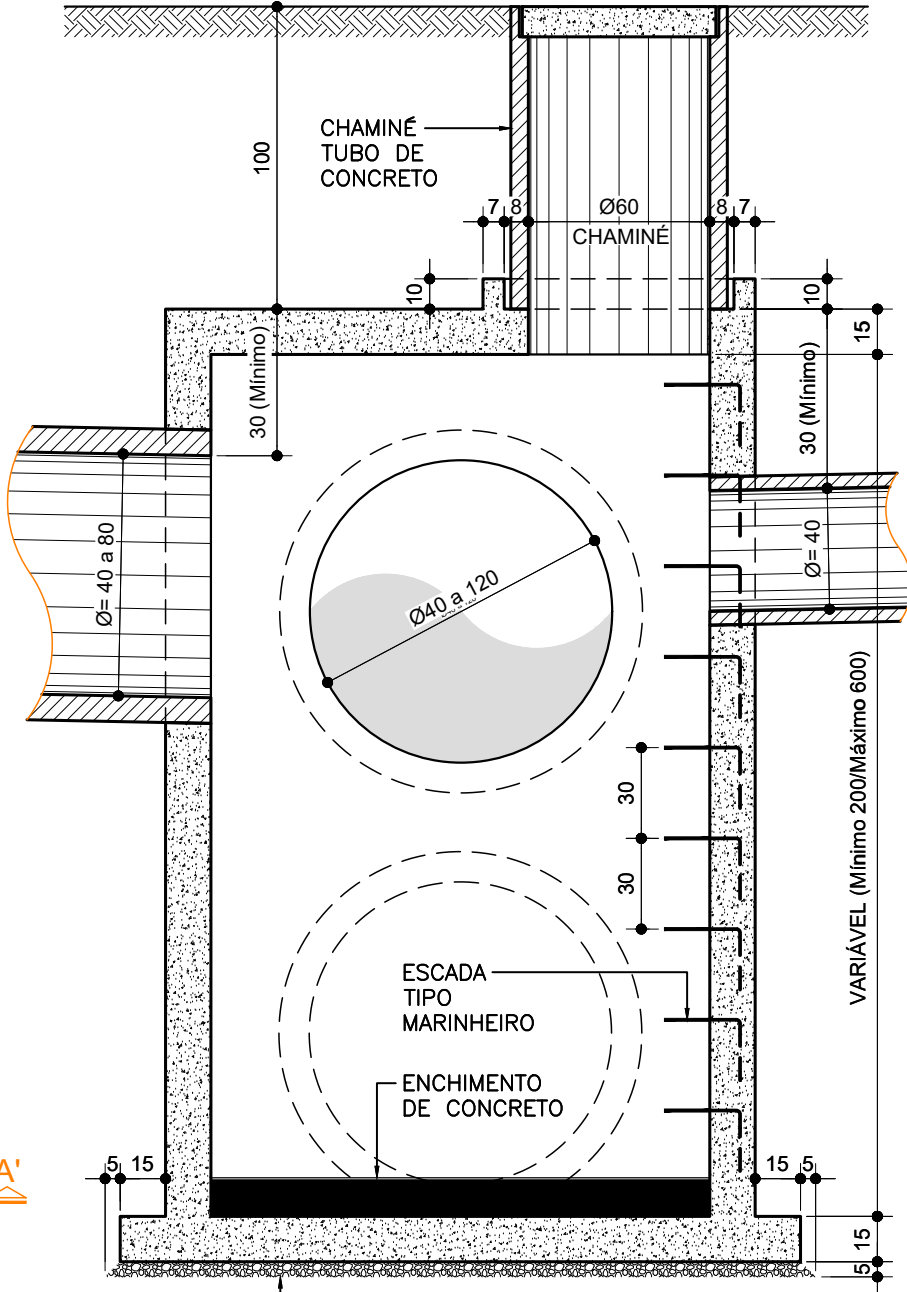 100
CHAMINÉ
TUBO DE
CONCRETO
7 8 Ø60 8 7
CHAMINÉ
10
10
15
30 (Mínimo)
30 (Mínimo)
Ø= 40 a 80
Ø40 a 120
Ø= 40
30
30
VARIÁVEL (Mínimo 200/Máximo 600)
ESCADA
TIPO
MARINHEIRO
ENCHIMENTO
DE CONCRETO
A'
5 15
15 5
15
5